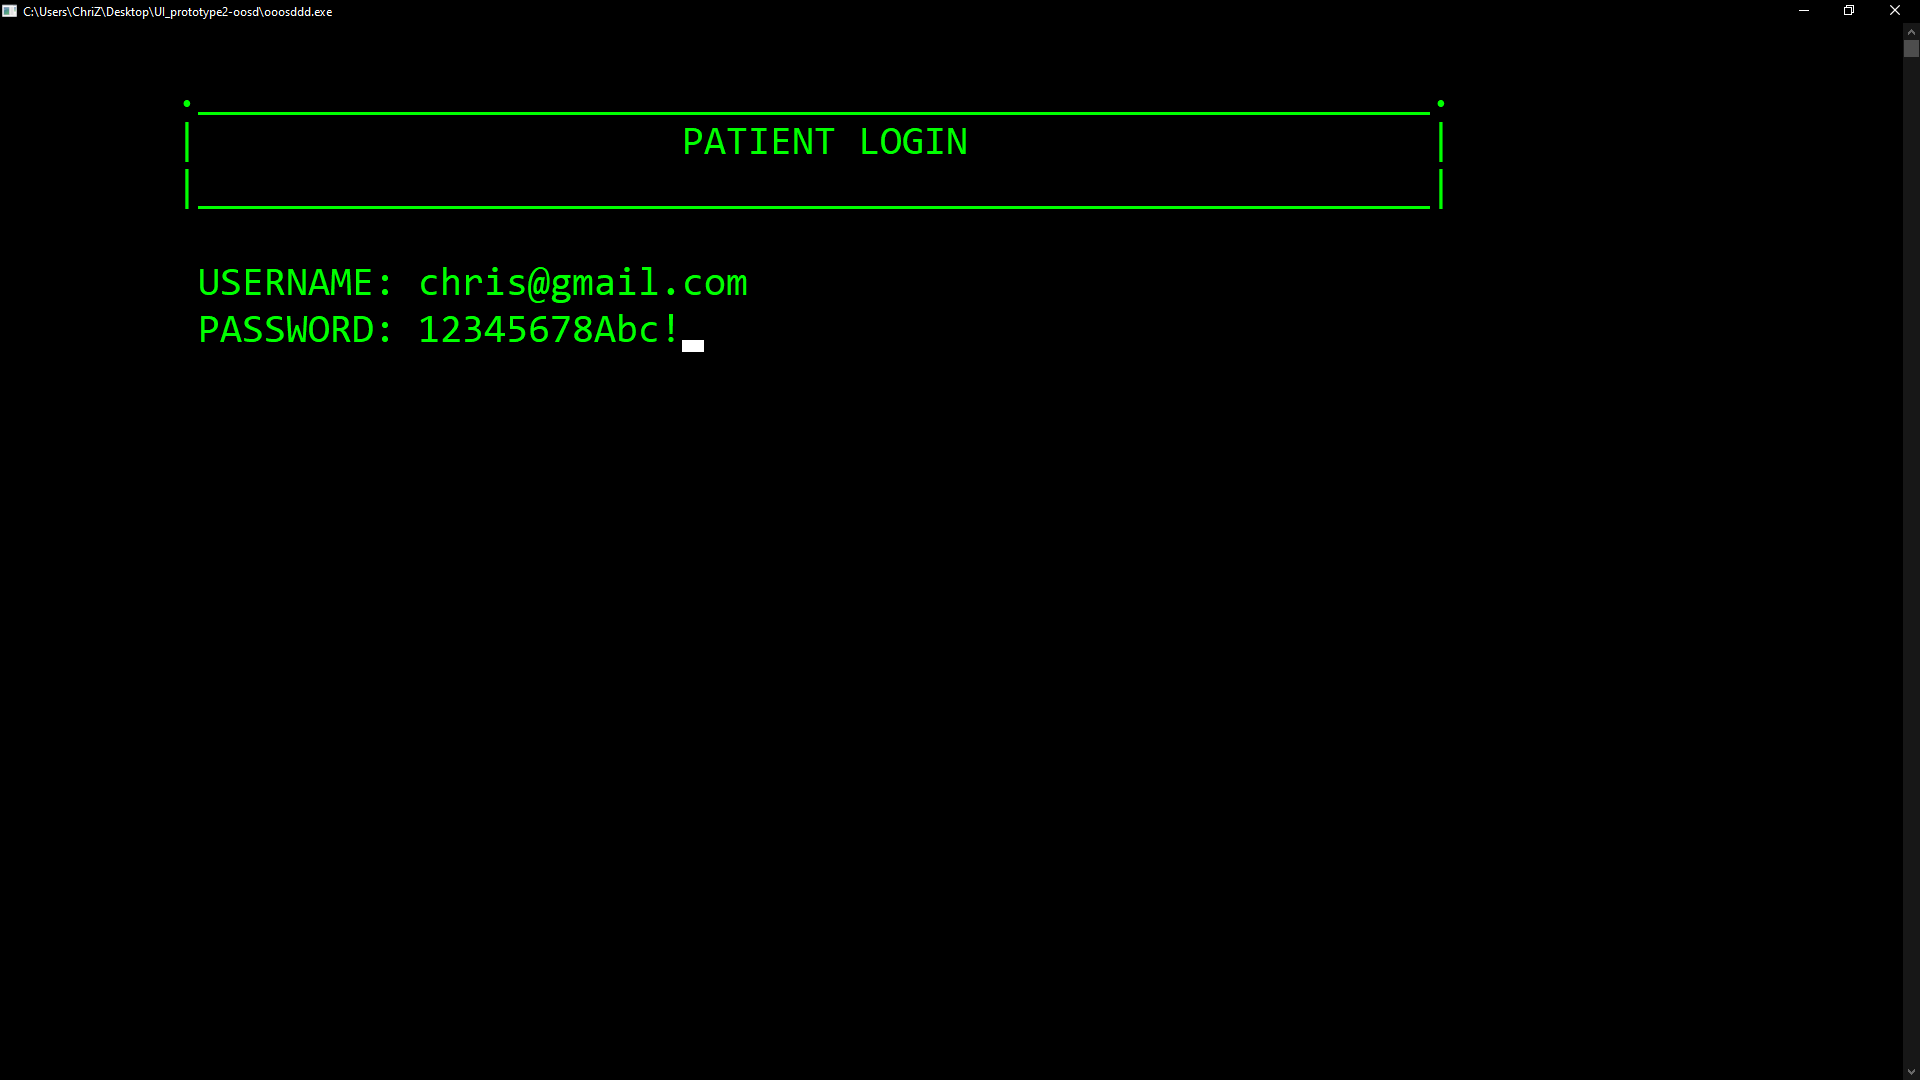 C:\Users\ChriZ\Desktop\UI_prototype2-oosd\ooosddd.exe
PATIENT LOGIN
USERNAME: chris@gmail.com
PASSWORD: 12345678Abc!